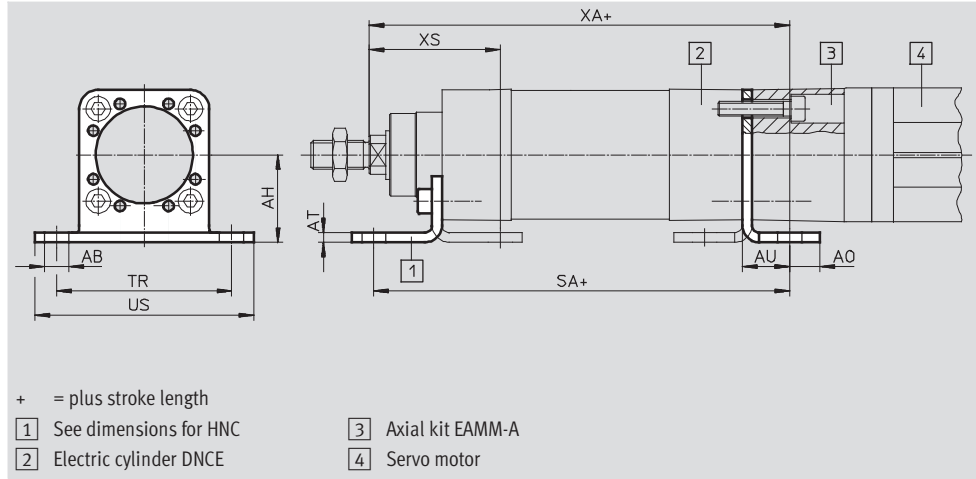 XA+
XS
2
3
4
AH
AT
AB
TR
US
1
AU
AO
SA+
+ = plus stroke length
1 See dimensions for HNC
2 Electric cylinder DNCE
3 Axial kit EAMM-A
4 Servo motor